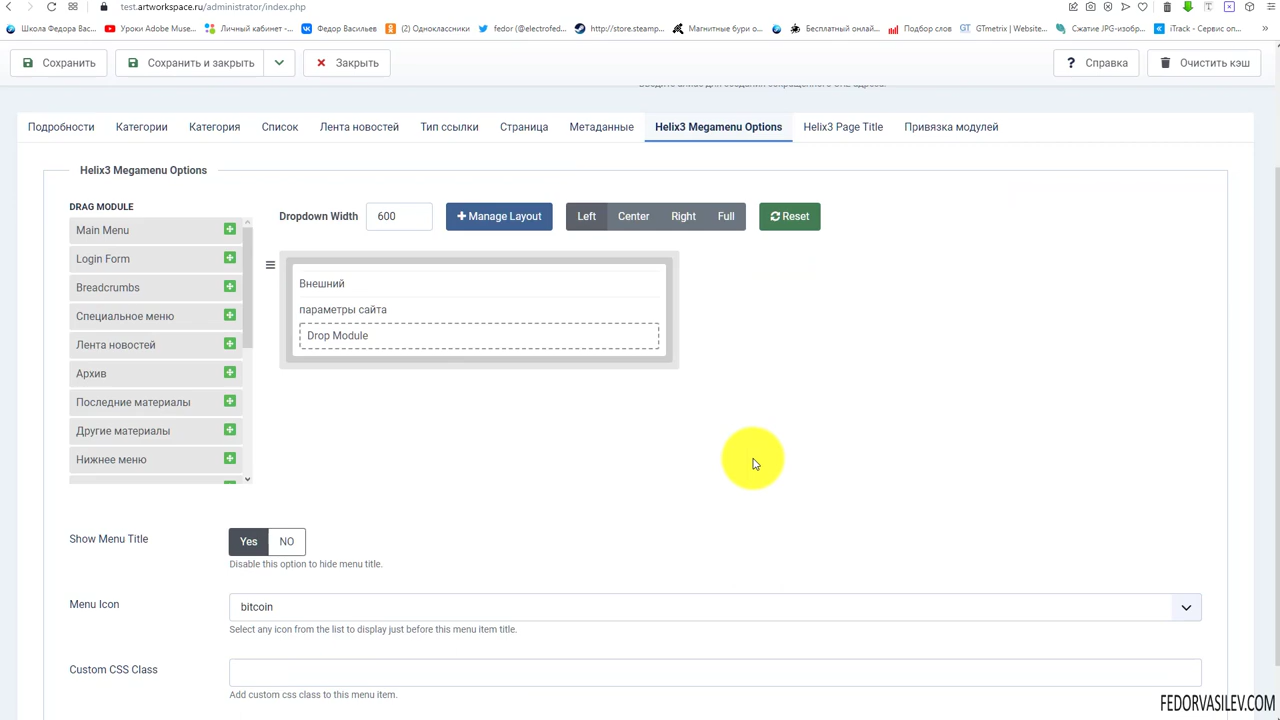 test.artworkspace.ru/administrator/index.php
Школа Федора Вас... Уроки Adobe Muse... Личный кабинет -... Федор Васильев (2) Одноклассники fedor (@electrofed... http://store.steamp... Магнитные бури о... Бесплатный онлай... Подбор слов GTmetrix | Website... Сжатие JPG-изобр... iTrack - Сервис оп... »
Сохранить Сохранить и закрыть Закрыть Справка Очистить кэш
Подробности Категории Категория Список Лента новостей Тип ссылки Страница Метаданные Helix3 Megamenu Options Helix3 Page Title Привязка модулей
Helix3 Megamenu Options
DRAG MODULE
Main Menu
Login Form
Breadcrumbs
Специальное меню
Лента новостей
Архив
Последние материалы
Другие материалы
Нижнее меню
Dropdown Width 600 Manage Layout Left Center Right Full Reset
Внешний
параметры сайта
Drop Module
Show Menu Title Yes NO
Disable this option to hide menu title.
Menu Icon bitcoin
Select any icon from the list to display just before this menu item title.
Custom CSS Class
Add custom css class to this menu item.
FEDORVASILEV.COM